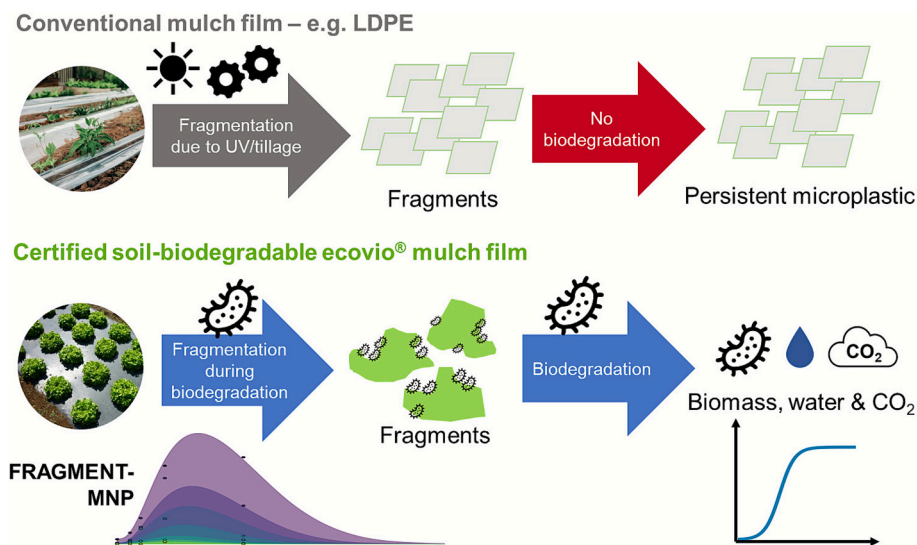 Conventional mulch film – e.g. LDPE
Fragmentation
due to UV/tillage
Fragments
No
biodegradation
Persistent microplastic
Certified soil-biodegradable ecovio® mulch film
Fragmentation
during
biodegradation
Fragments
Biodegradation
CO₂
Biomass, water & CO₂
FRAGMENT-
MNP